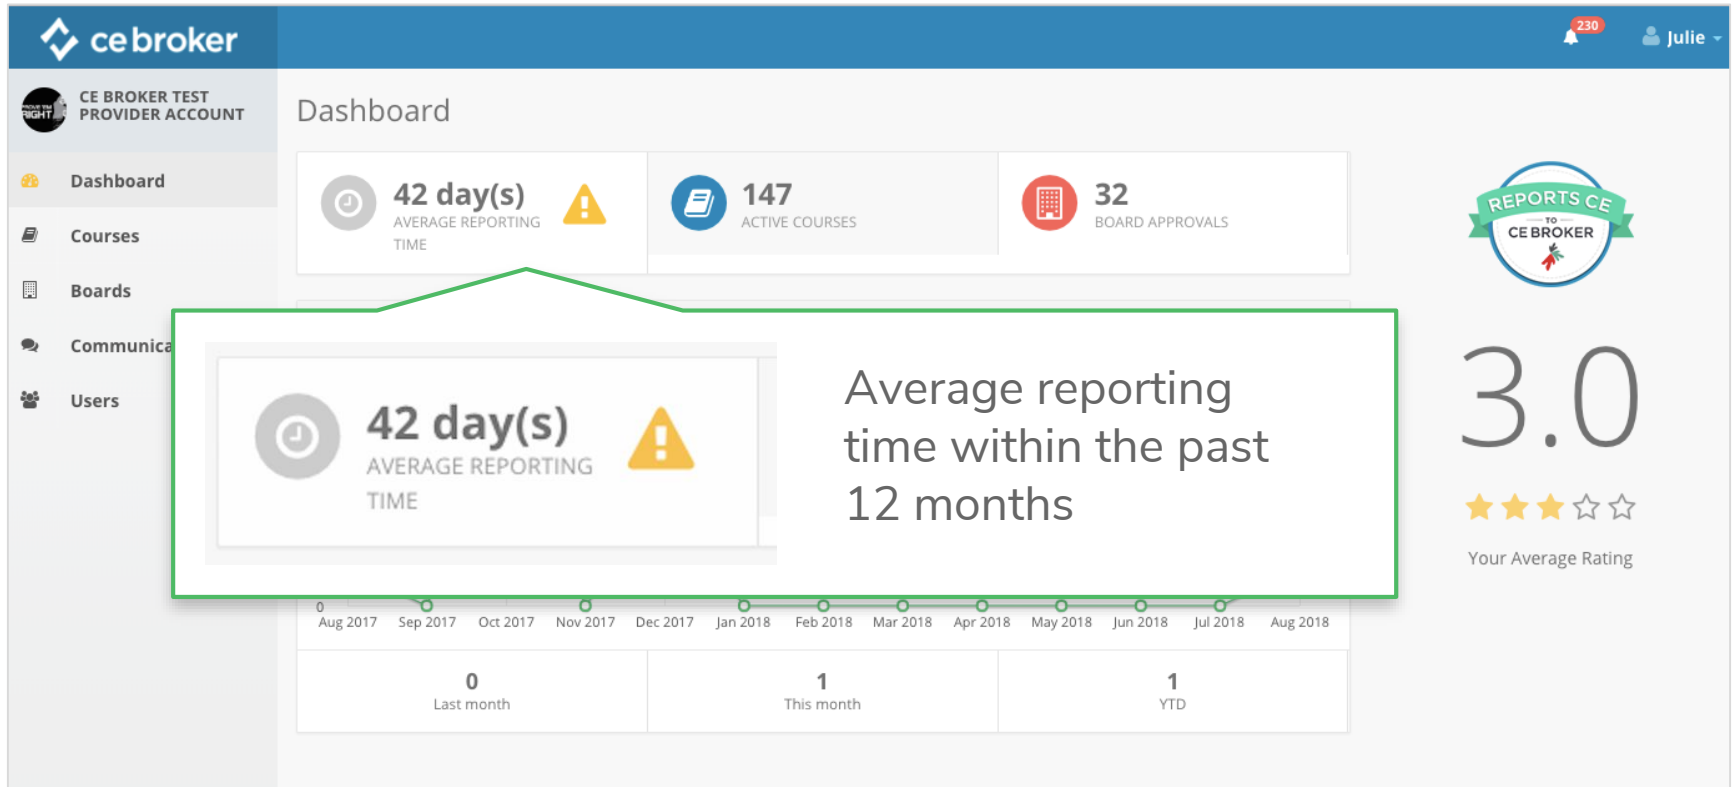 cebroker
230
Julie
PROVE 'EM
RIGHT
CE BROKER TEST
PROVIDER ACCOUNT
Dashboard
Courses
Boards
Communica
Users
Dashboard
42 day(s)
AVERAGE REPORTING
TIME
147
ACTIVE COURSES
32
BOARD APPROVALS
REPORTS CE
TO
CE BROKER
42 day(s)
AVERAGE REPORTING
TIME
Average reporting
time within the past
12 months
3.0
Your Average Rating
0
Aug 2017 Sep 2017 Oct 2017 Nov 2017 Dec 2017 Jan 2018 Feb 2018 Mar 2018 Apr 2018 May 2018 Jun 2018 Jul 2018 Aug 2018
0
Last month
1
This month
1
YTD